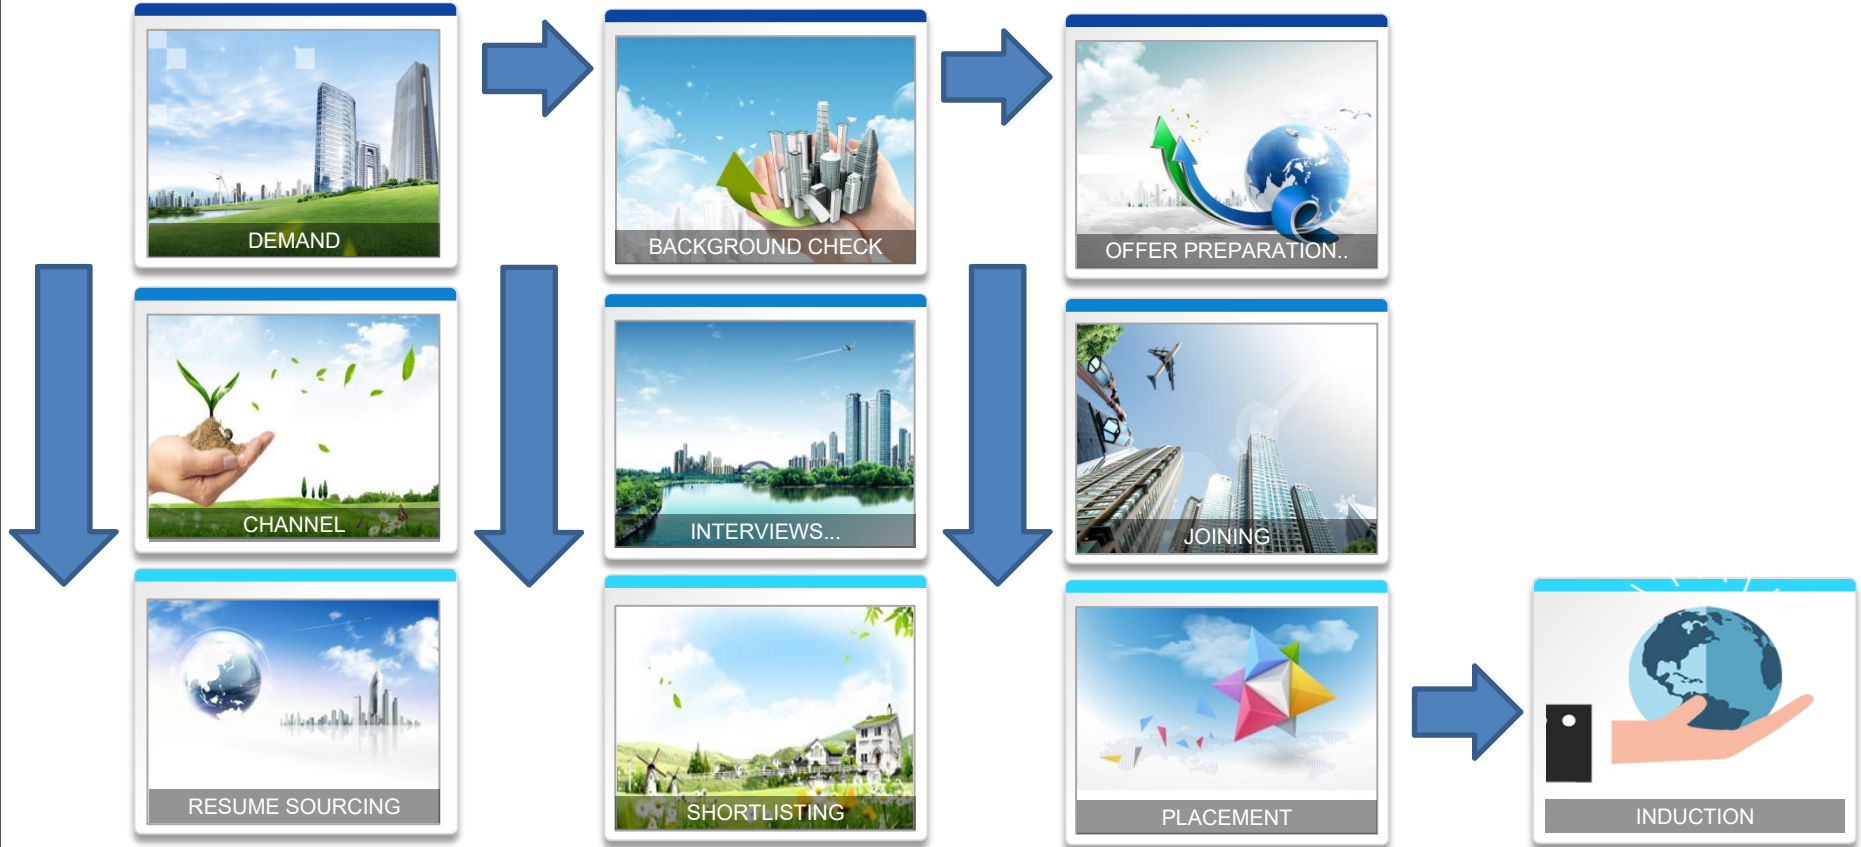 DEMAND
CHANNEL
RESUME SOURCING
BACKGROUND CHECK
INTERVIEWS...
SHORTLISTING
OFFER PREPARATION..
JOINING
PLACEMENT
INDUCTION